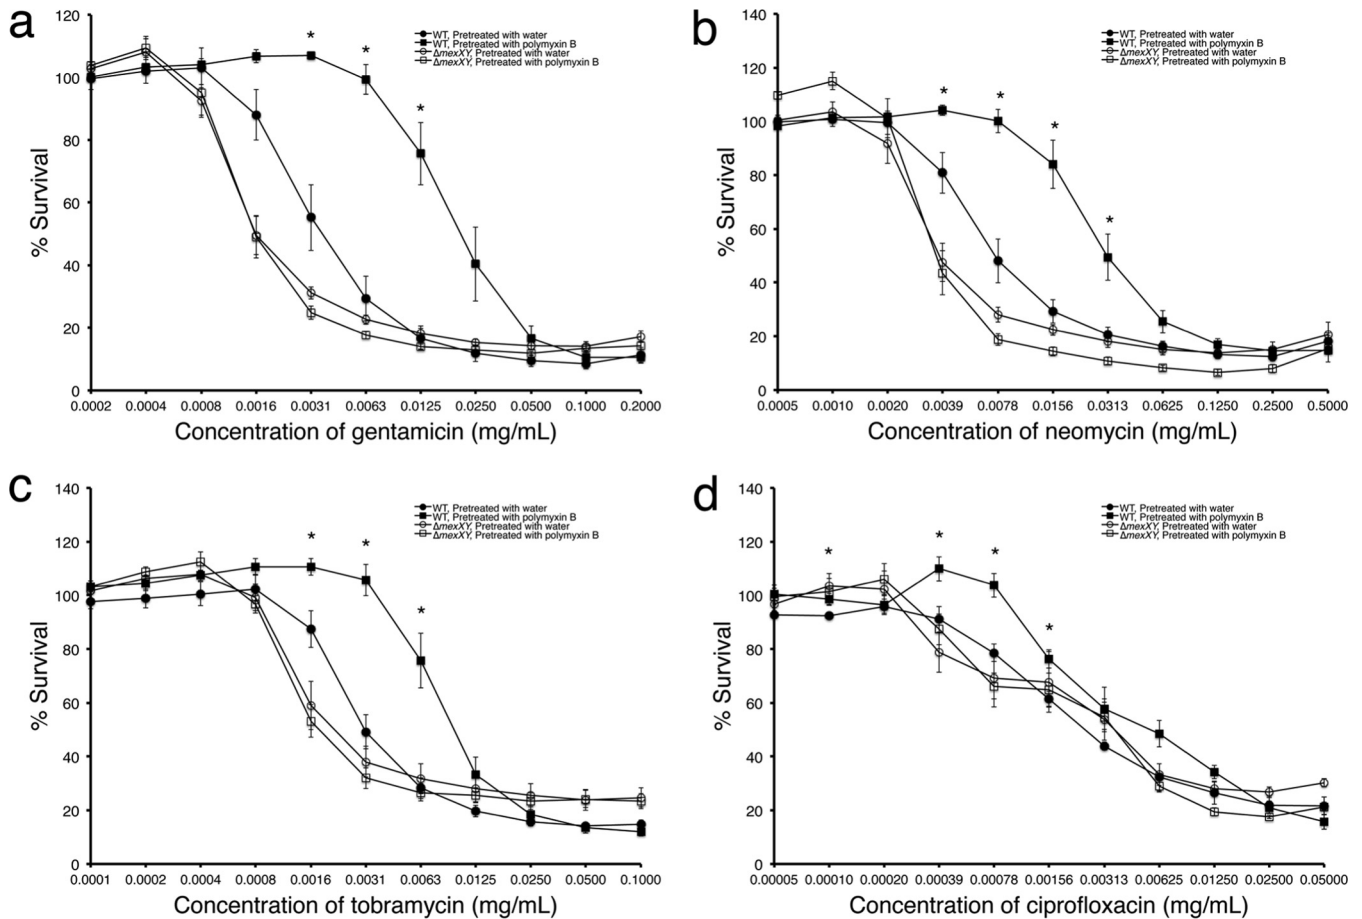 a
120
100
80
60
40
20
0
% Survival
* * *
WT, Pretreated with water
WT, Pretreated with polymyxin B
ΔmexXY, Pretreated with water
ΔmexXY, Pretreated with polymyxin B
0.0002 0.0004 0.0008 0.0016 0.0031 0.0063 0.0125 0.0250 0.0500 0.1000 0.2000
Concentration of gentamicin (mg/mL)
b
140
120
100
80
60
40
20
0
% Survival
* * * *
WT, Pretreated with water
WT, Pretreated with polymyxin B
ΔmexXY, Pretreated with water
ΔmexXY, Pretreated with polymyxin B
0.0005 0.0010 0.0020 0.0039 0.0078 0.0156 0.0313 0.0625 0.1250 0.2500 0.5000
Concentration of neomycin (mg/mL)
c
140
120
100
80
60
40
20
0
% Survival
* * *
WT, Pretreated with water
WT, Pretreated with polymyxin B
ΔmexXY, Pretreated with water
ΔmexXY, Pretreated with polymyxin B
0.0001 0.0002 0.0004 0.0008 0.0016 0.0031 0.0063 0.0125 0.0250 0.0500 0.1000
Concentration of tobramycin (mg/mL)
d
140
120
100
80
60
40
20
0
% Survival
* * * *
WT, Pretreated with water
WT, Pretreated with polymyxin B
ΔmexXY, Pretreated with water
ΔmexXY, Pretreated with polymyxin B
0.00005 0.00010 0.00020 0.00039 0.00078 0.00156 0.00313 0.00625 0.01250 0.02500 0.05000
Concentration of ciprofloxacin (mg/mL)